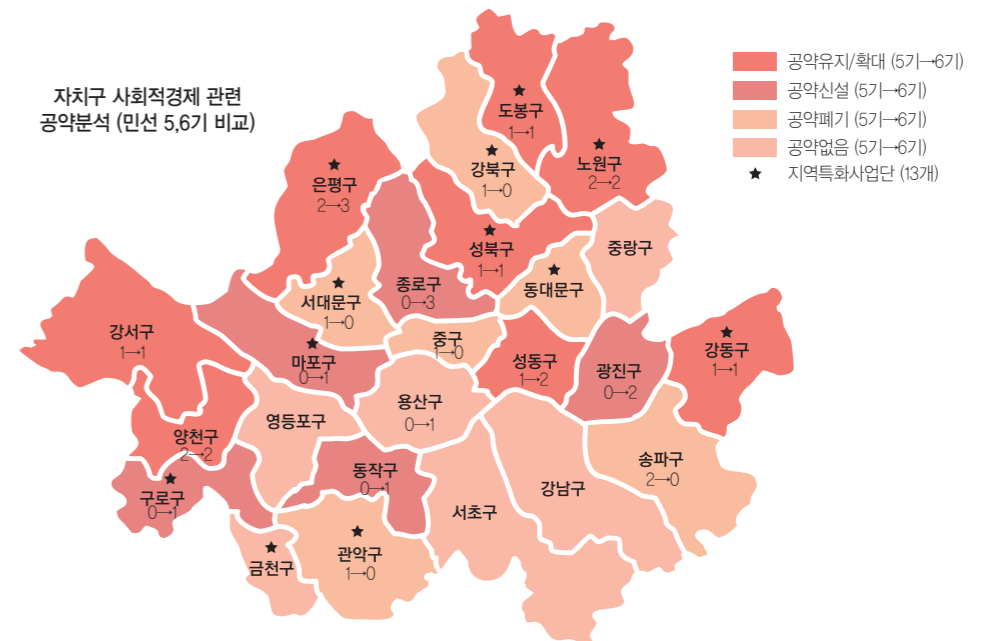 자치구 사회적경제 관련
공약분석 (민선 5,6기 비교)
공약유지/확대 (5기→6기)
공약신설 (5기→6기)
공약폐기 (5기→6기)
공약없음 (5기→6기)
★ 지역특화사업단 (13개)
★
도봉구
1→1
★
강북구
1→0
★
노원구
2→2
★
은평구
2→3
★
성북구
1→1
중랑구
★
서대문구
1→0
종로구
0→3
★
동대문구
강서구
1→1
★
마포구
0→1
중구
1→0
성동구
1→2
광진구
0→2
★
강동구
1→1
양천구
2→2
영등포구
용산구
0→1
★
구로구
0→1
동작구
0→1
서초구
강남구
송파구
2→0
★
금천구
★
관악구
1→0